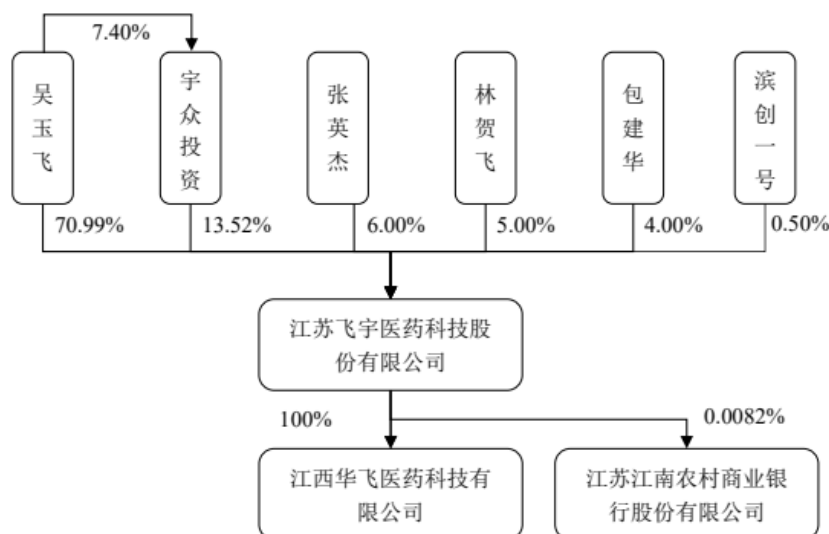 7.40%
吴玉飞
宇众投资
张英杰
林贺飞
包建华
滨创一号
70.99%
13.52%
6.00%
5.00%
4.00%
0.50%
江苏飞宇医药科技股
份有限公司
100%
0.0082%
江西华飞医药科技有
限公司
江苏江南农村商业银
行股份有限公司